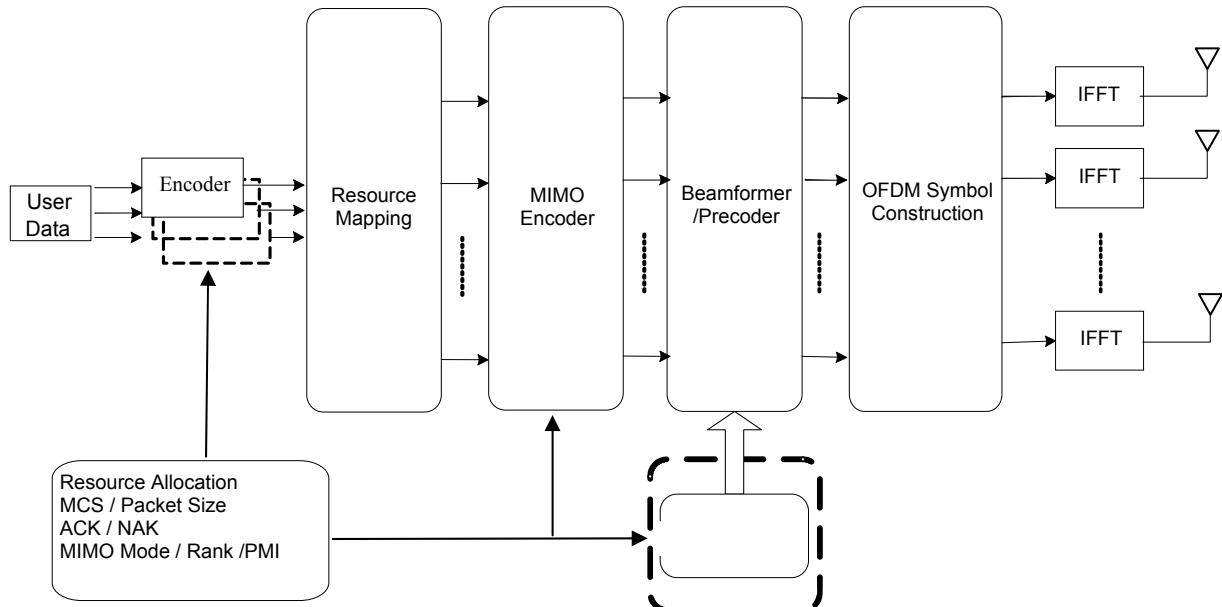 User
Data
Encoder
Resource
Mapping
MIMO
Encoder
Beamformer
/Precoder
OFDM Symbol
Construction
IFFT
IFFT
IFFT
Resource Allocation
MCS / Packet Size
ACK / NAK
MIMO Mode / Rank /PMI